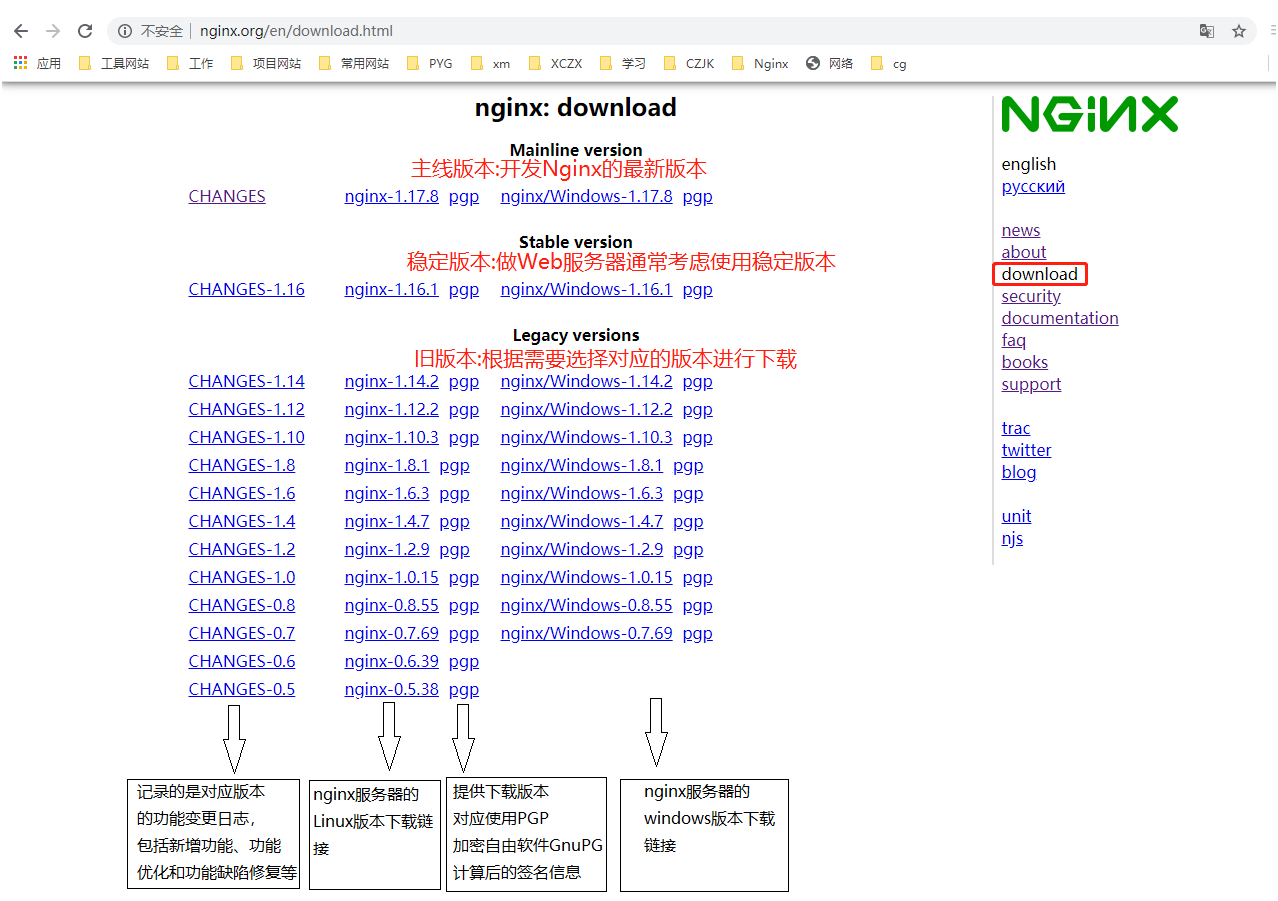 不安全 nginx.org/en/download.html
应用 工具网站 工作 项目网站 常用网站 PYG xm XCZX 学习 CZJK Nginx 网络 cg
nginx: download
Mainline version
主线版本:开发Nginx的最新版本
CHANGES nginx-1.17.8 pgp nginx/Windows-1.17.8 pgp
Stable version
稳定版本:做Web服务器通常考虑使用稳定版本
CHANGES-1.16 nginx-1.16.1 pgp nginx/Windows-1.16.1 pgp
Legacy versions
旧版本:根据需要选择对应的版本进行下载
CHANGES-1.14 nginx-1.14.2 pgp nginx/Windows-1.14.2 pgp
CHANGES-1.12 nginx-1.12.2 pgp nginx/Windows-1.12.2 pgp
CHANGES-1.10 nginx-1.10.3 pgp nginx/Windows-1.10.3 pgp
CHANGES-1.8 nginx-1.8.1 pgp nginx/Windows-1.8.1 pgp
CHANGES-1.6 nginx-1.6.3 pgp nginx/Windows-1.6.3 pgp
CHANGES-1.4 nginx-1.4.7 pgp nginx/Windows-1.4.7 pgp
CHANGES-1.2 nginx-1.2.9 pgp nginx/Windows-1.2.9 pgp
CHANGES-1.0 nginx-1.0.15 pgp nginx/Windows-1.0.15 pgp
CHANGES-0.8 nginx-0.8.55 pgp nginx/Windows-0.8.55 pgp
CHANGES-0.7 nginx-0.7.69 pgp nginx/Windows-0.7.69 pgp
CHANGES-0.6 nginx-0.6.39 pgp
CHANGES-0.5 nginx-0.5.38 pgp
记录的是对应版本
的功能变更日志，
包括新增功能、功能
优化和功能缺陷修复等
nginx服务器的
Linux版本下载链
接
提供下载版本
对应使用PGP
加密自由软件GnuPG
计算后的签名信息
nginx服务器的
windows版本下载
链接
NGINX
english
русский
news
about
download
security
documentation
faq
books
support
trac
twitter
blog
unit
njs